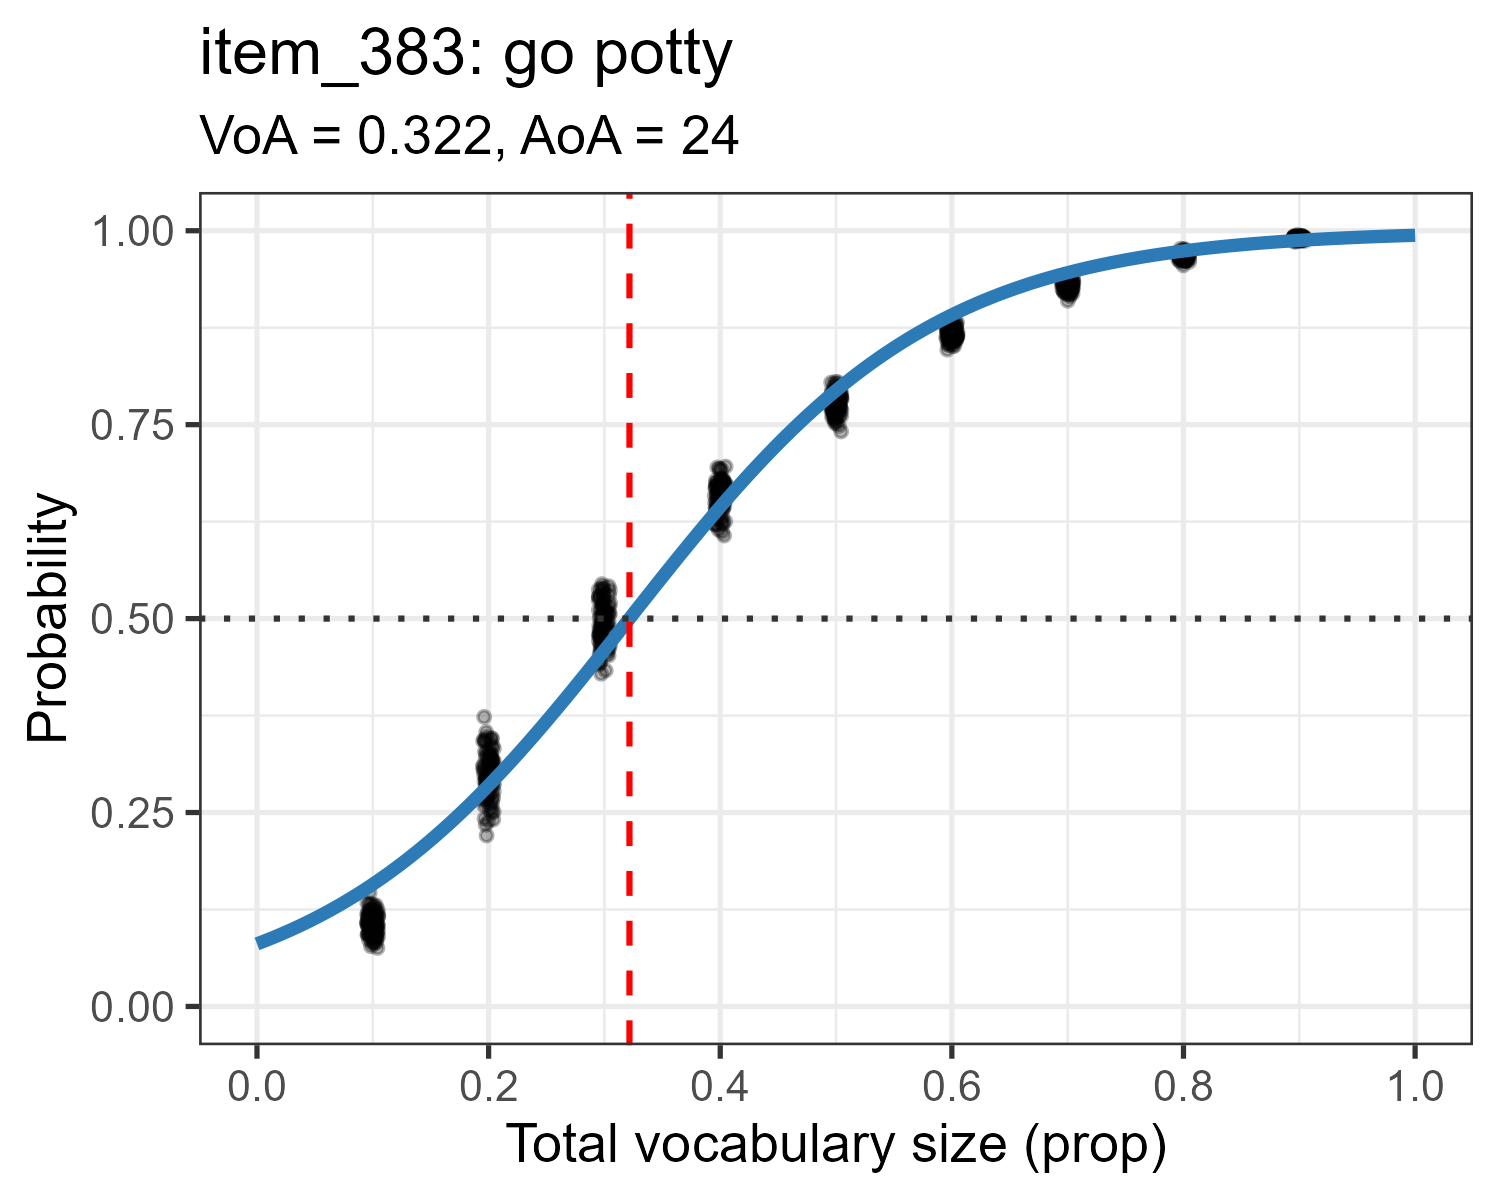 item_383: go potty
VoA = 0.322, AoA = 24
1.00
0.75
0.50
0.25
0.00
Probability
0.0 0.2 0.4 0.6 0.8 1.0
Total vocabulary size (prop)